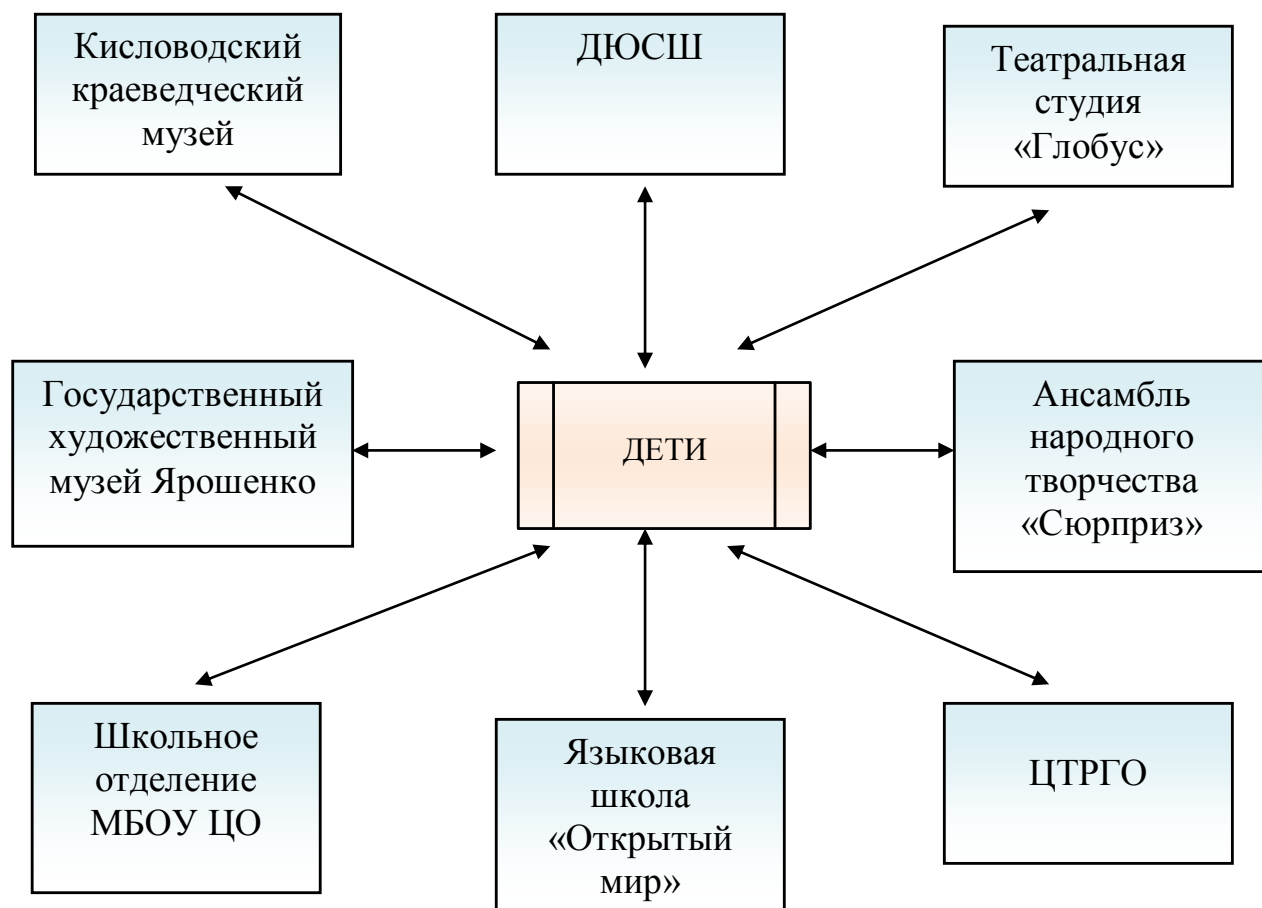 Кисловодский
краеведческий
музей
ДЮСШ
Театральная
студия
«Глобус»
Государственный
художественный
музей Ярошенко
ДЕТИ
Ансамбль
народного
творчества
«Сюрприз»
Школьное
отделение
МБОУ ЦО
Языковая
школа
«Открытый
мир»
ЦТРГО